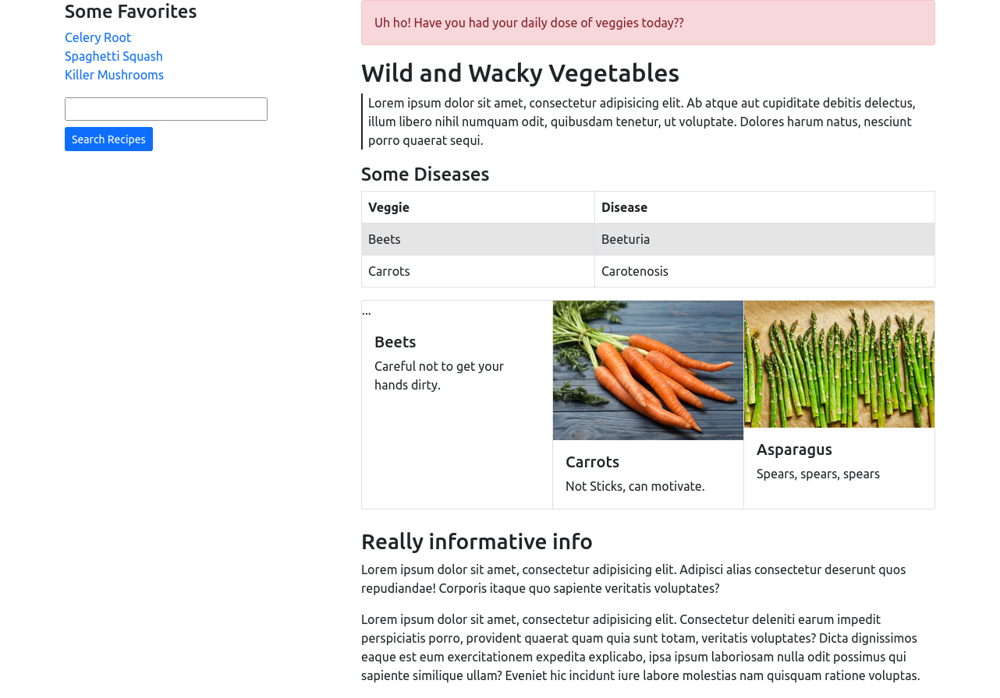 Some Favorites
Celery Root
Spaghetti Squash
Killer Mushrooms
Search Recipes
Uh ho! Have you had your daily dose of veggies today??
Wild and Wacky Vegetables
Lorem ipsum dolor sit amet, consectetur adipisicing elit. Ab atque aut cupiditate debitis delectus,
illum libero nihil numquam odit, quibusdam tenetur, ut voluptate. Dolores harum natus, nesciunt
porro quaerat sequi.
Some Diseases
Veggie Disease
Beets Beeturia
Carrots Carotenosis
...
Beets
Careful not to get your
hands dirty.
Carrots
Not Sticks, can motivate.
Asparagus
Spears, spears, spears
Really informative info
Lorem ipsum dolor sit amet, consectetur adipisicing elit. Adipisci alias consectetur deserunt quos
repudiandae! Corporis itaque quo sapiente veritatis voluptates?
Lorem ipsum dolor sit amet, consectetur adipisicing elit. Consectetur deleniti earum impedit
perspiciatis porro, provident quaerat quam quia sunt totam, veritatis voluptates? Dicta dignissimos
eaque est eum exercitationem expedita explicabo, ipsa ipsum laboriosam nulla odit possimus qui
sapiente similique ullam? Eveniet hic incidunt iure labore molestias nam quisquam ratione voluptas.